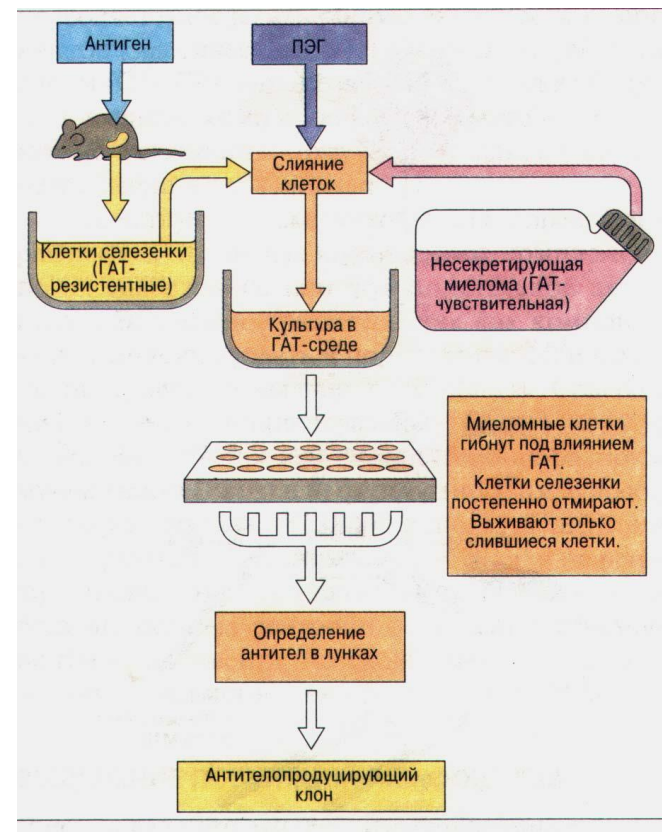 Антиген
ПЭГ
Слияние
клеток
Клетки селезенки
(ГАТ-
резистентные)
Несекретирующая
миелома (ГАТ-
чувствительная)
Культура в
ГАТ-среде
Миеломные клетки
гибнут под влиянием
ГАТ.
Клетки селезенки
постепенно отмирают.
Выживают только
слившиеся клетки.
Определение
антител в лунках
Антителопродуцирующий
клон